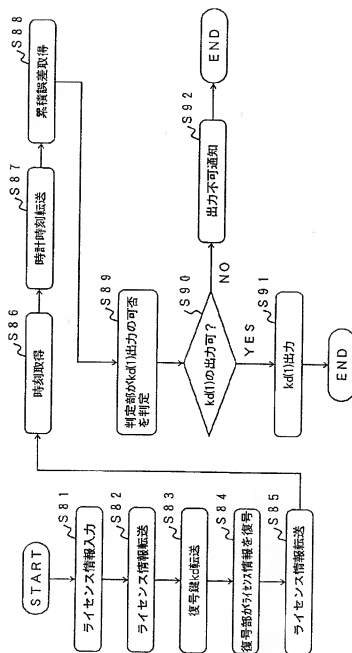 START
S81
ライセンス情報入力
S82
ライセンス情報転送
S83
復号鍵kd転送
S84
復号部がライセンス情報を復号
S85
ライセンス情報転送
S86
時刻取得
S87
時計時刻転送
S88
累積誤差取得
S89
判定部がkd(1)出力の可否
を判定
S90
kd(1)の出力可?
NO
S92
出力不可通知
END
YES
S91
kd(1)出力
END